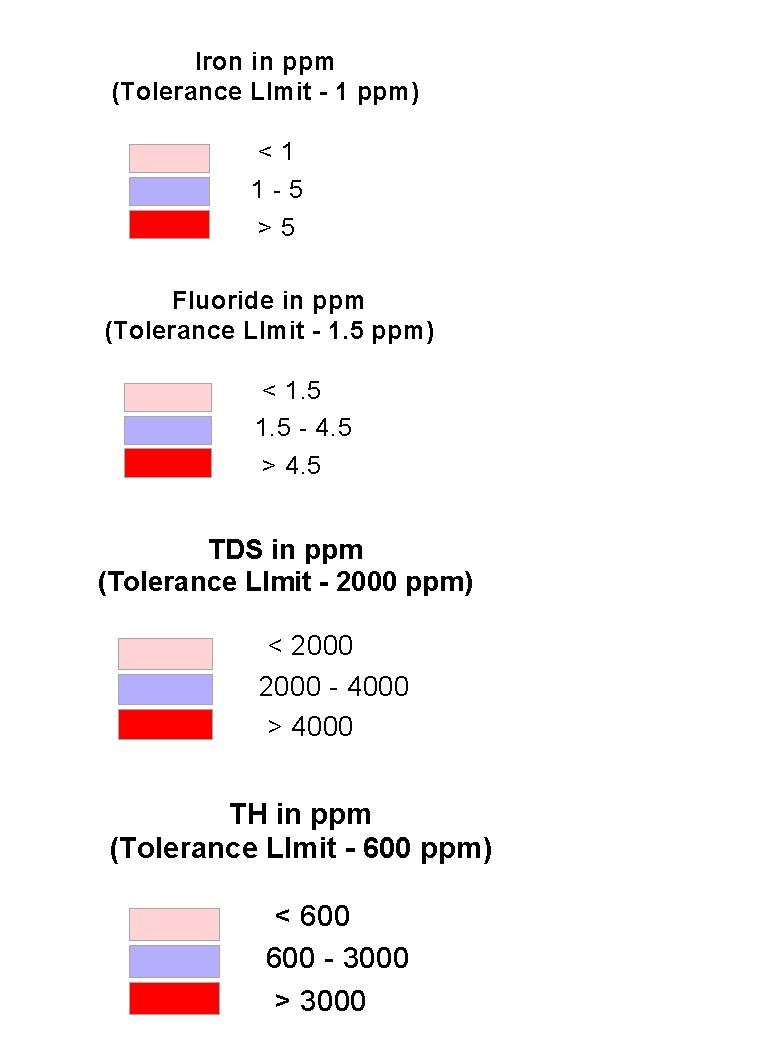 Iron in ppm
(Tolerance LImit - 1 ppm)
< 1
1 - 5
> 5
Fluoride in ppm
(Tolerance LImit - 1.5 ppm)
< 1.5
1.5 - 4.5
> 4.5
TDS in ppm
(Tolerance LImit - 2000 ppm)
< 2000
2000 - 4000
> 4000
TH in ppm
(Tolerance LImit - 600 ppm)
< 600
600 - 3000
> 3000